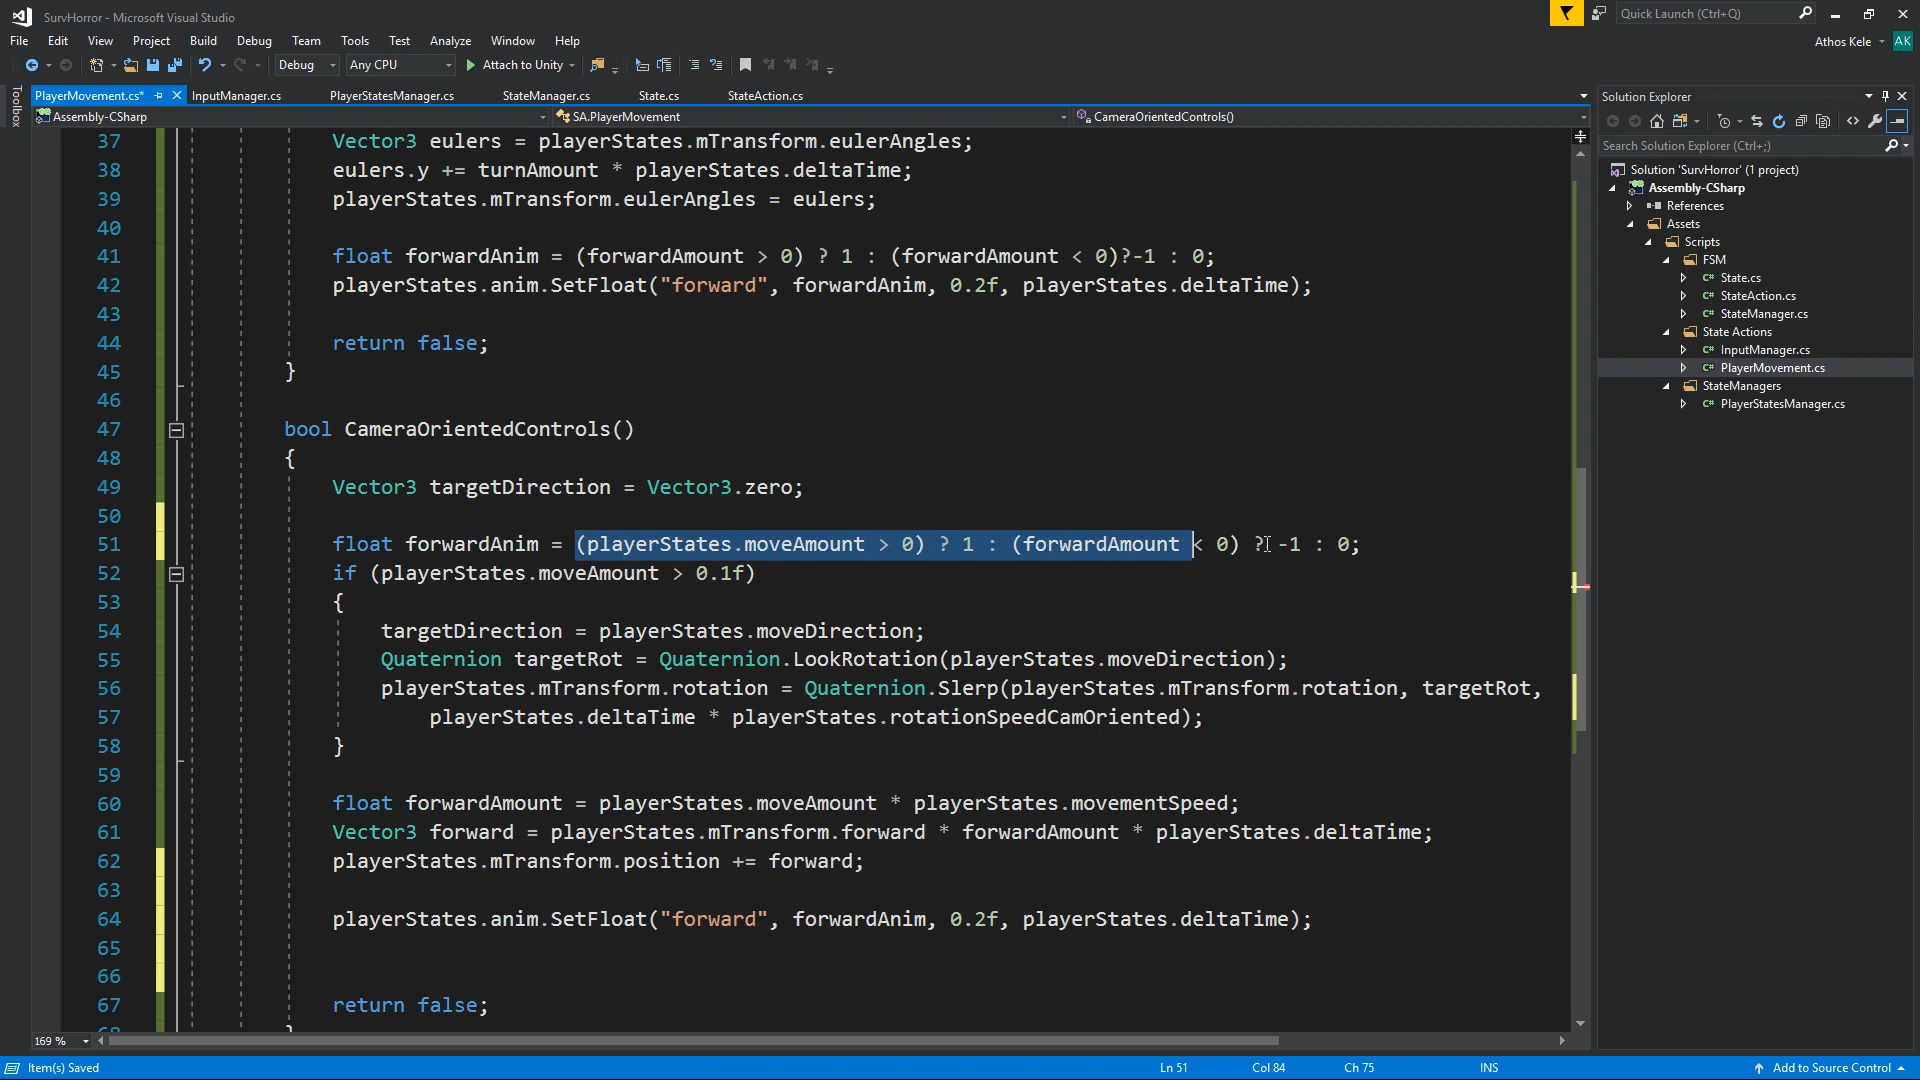 SurvHorror - Microsoft Visual Studio
Quick Launch (Ctrl+Q)
File Edit View Project Build Debug Team Tools Test Analyze Window Help
Athos Kele AK
Debug Any CPU Attach to Unity
Toolbox
PlayerMovement.cs* InputManager.cs PlayerStatesManager.cs StateManager.cs State.cs StateAction.cs
Assembly-CSharp SA.PlayerMovement CameraOrientedControls()
37 Vector3 eulers = playerStates.mTransform.eulerAngles;
38 eulers.y += turnAmount * playerStates.deltaTime;
39 playerStates.mTransform.eulerAngles = eulers;
40
41 float forwardAnim = (forwardAmount > 0) ? 1 : (forwardAmount < 0)?-1 : 0;
42 playerStates.anim.SetFloat("forward", forwardAnim, 0.2f, playerStates.deltaTime);
43
44 return false;
45 }
46
47 bool CameraOrientedControls()
48 {
49 Vector3 targetDirection = Vector3.zero;
50
51 float forwardAnim = (playerStates.moveAmount > 0) ? 1 : (forwardAmount < 0) ? -1 : 0;
52 if (playerStates.moveAmount > 0.1f)
53 {
54 targetDirection = playerStates.moveDirection;
55 Quaternion targetRot = Quaternion.LookRotation(playerStates.moveDirection);
56 playerStates.mTransform.rotation = Quaternion.Slerp(playerStates.mTransform.rotation, targetRot,
57 playerStates.deltaTime * playerStates.rotationSpeedCamOriented);
58 }
59
60 float forwardAmount = playerStates.moveAmount * playerStates.movementSpeed;
61 Vector3 forward = playerStates.mTransform.forward * forwardAmount * playerStates.deltaTime;
62 playerStates.mTransform.position += forward;
63
64 playerStates.anim.SetFloat("forward", forwardAnim, 0.2f, playerStates.deltaTime);
65
66
67 return false;
68 }
169 %
Solution Explorer
Search Solution Explorer (Ctrl+;)
Solution 'SurvHorror' (1 project)
Assembly-CSharp
References
Assets
Scripts
FSM
C# State.cs
C# StateAction.cs
C# StateManager.cs
State Actions
C# InputManager.cs
C# PlayerMovement.cs
StateManagers
C# PlayerStatesManager.cs
Item(s) Saved Ln 51 Col 84 Ch 75 INS Add to Source Control